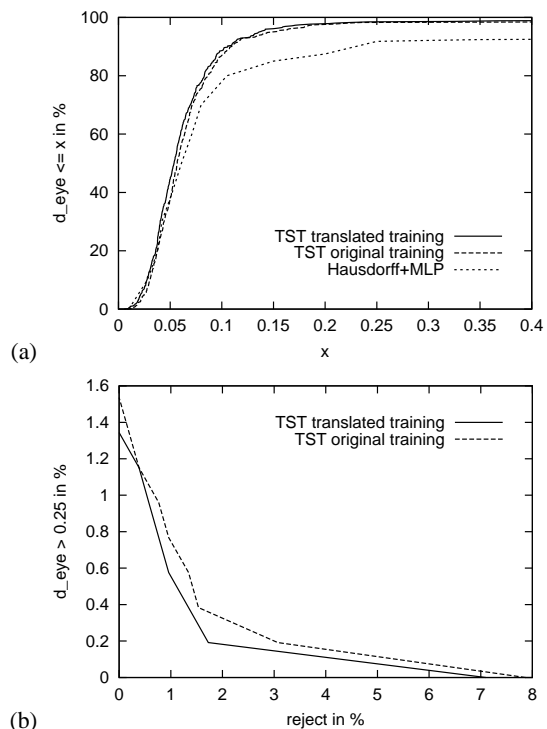 100
80
60
40
20
0
d_eye <= x in %
TST translated training
TST original training
Hausdorff+MLP
0 0.05 0.1 0.15 0.2 0.25 0.3 0.35 0.4
x
(a)
1.6
1.4
1.2
1
0.8
0.6
0.4
0.2
0
d_eye > 0.25 in %
TST translated training
TST original training
0 1 2 3 4 5 6 7 8
reject in %
(b)